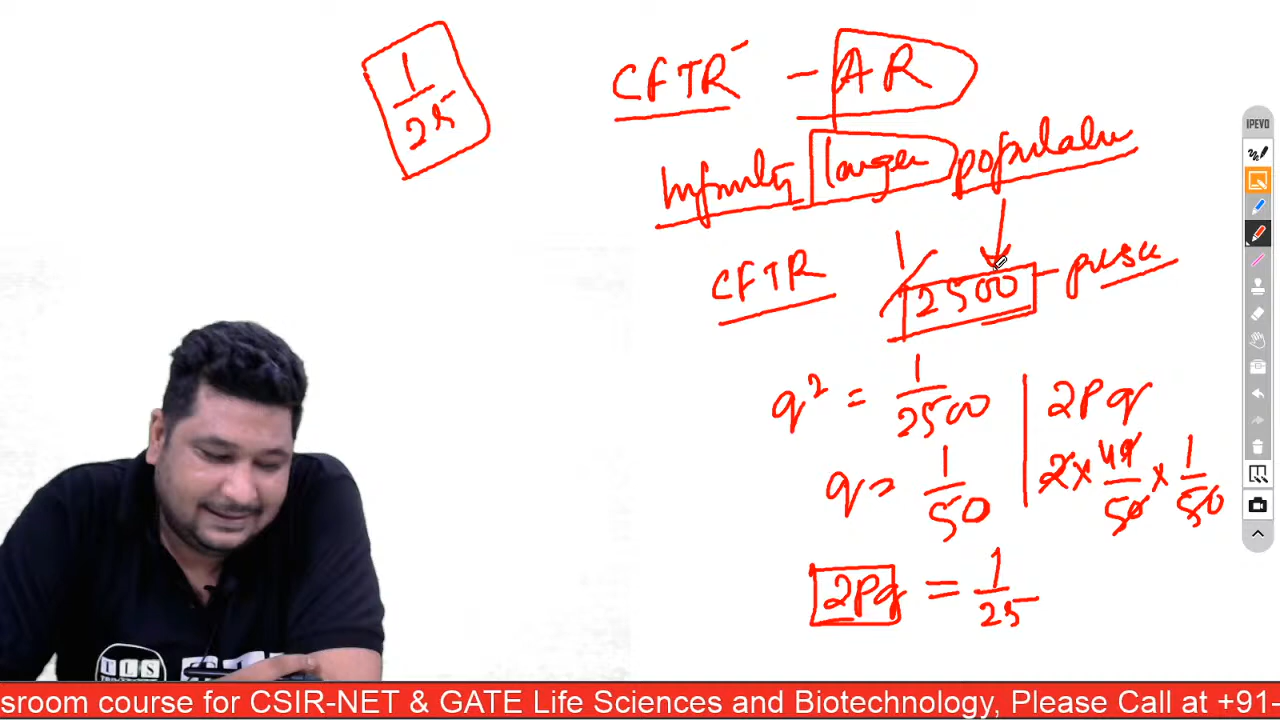 1/25
CFTR – AR
Infinitely larger population
CFTR 1/2500
q² = 1/2500 | 2Pq
q = 1/50 | 2 × 49/50 × 1/50
2Pq = 1/25
IPEVO
ILS
sroom course for CSIR-NET & GATE Life Sciences and Biotechnology, Please Call at +91-